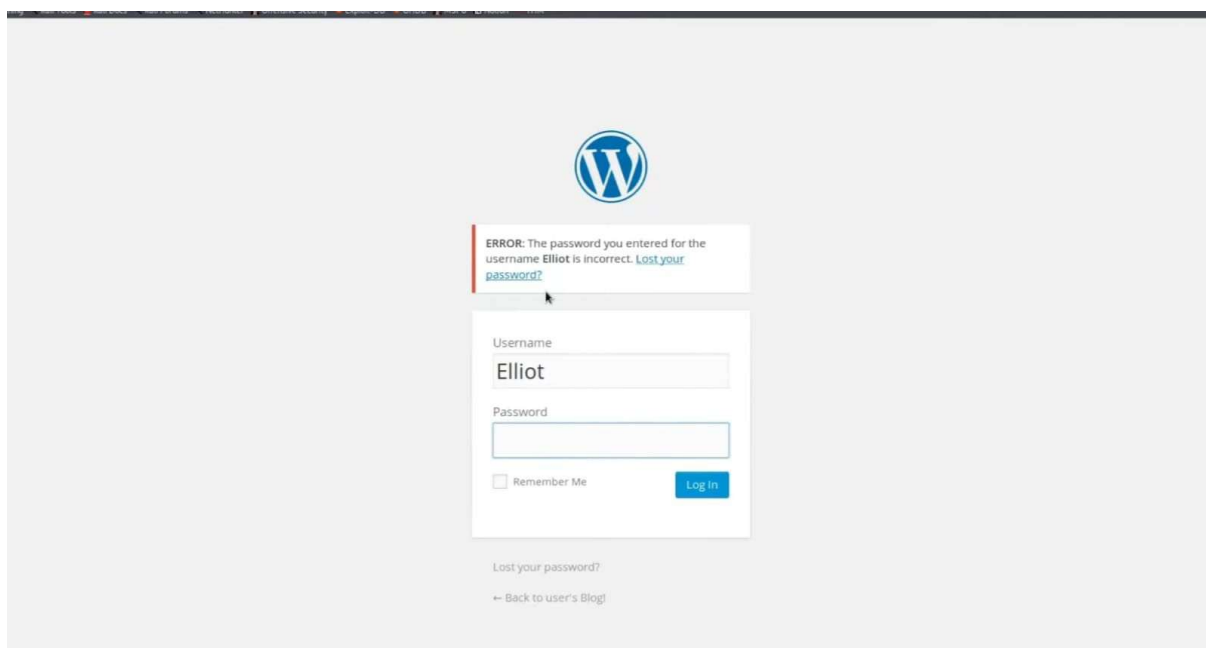 ERROR: The password you entered for the
username Elliot is incorrect. Lost your
password?
Username
Elliot
Password
Remember Me
Log In
Lost your password?
← Back to user's Blog!